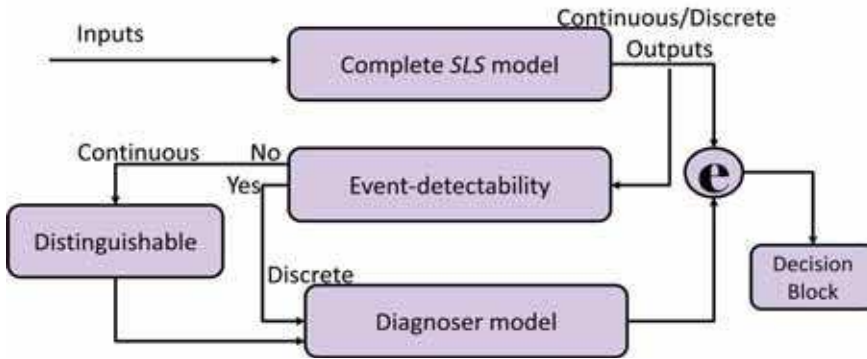 Continuous/Discrete
Inputs
Outputs
Complete SLS model
Continuous
No
Yes
Event-detectability
e
Distinguishable
Discrete
Decision
Block
Diagnoser model